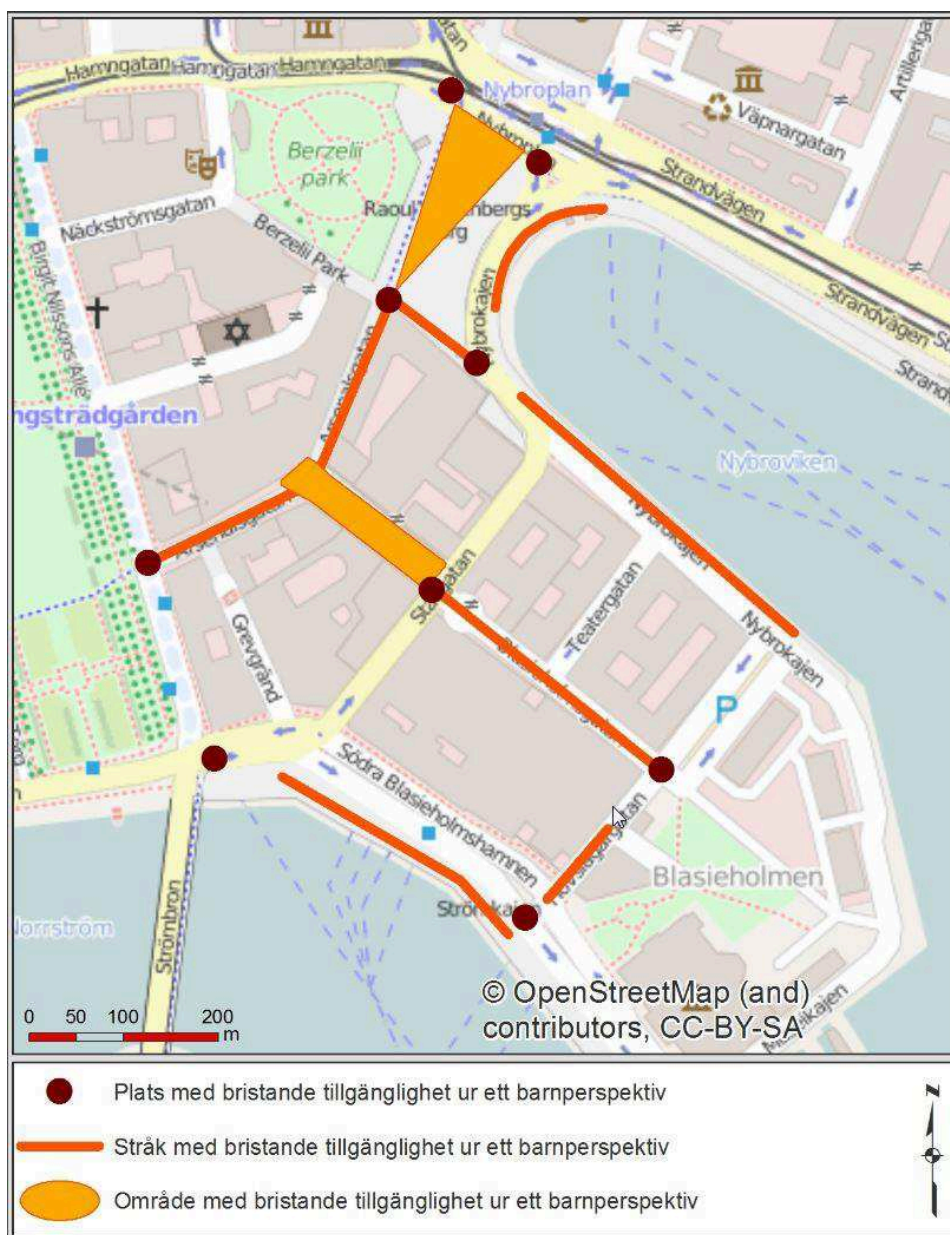 Hamngatan
Hamngatan
Hamngatan
Nybroplan
Artillerigatan
Väpnargatan
Berzelii
park
Strandvägen
Näckströmsgatan
Berzelii Park
Birgit Nilssons Allé
Strandvägen
Nybrokajen
ngsträdgården
Nybroviken
Nybrokajen
Teatergatan
Nybrokajen
Grevgränd
P
Södra Blasieholmshamnen
Blasieholmen
Strömbron
Norrström
© OpenStreetMap (and)
contributors, CC-BY-SA
0 50 100 200
m
Plats med bristande tillgänglighet ur ett barnperspektiv
Stråk med bristande tillgänglighet ur ett barnperspektiv
Område med bristande tillgänglighet ur ett barnperspektiv